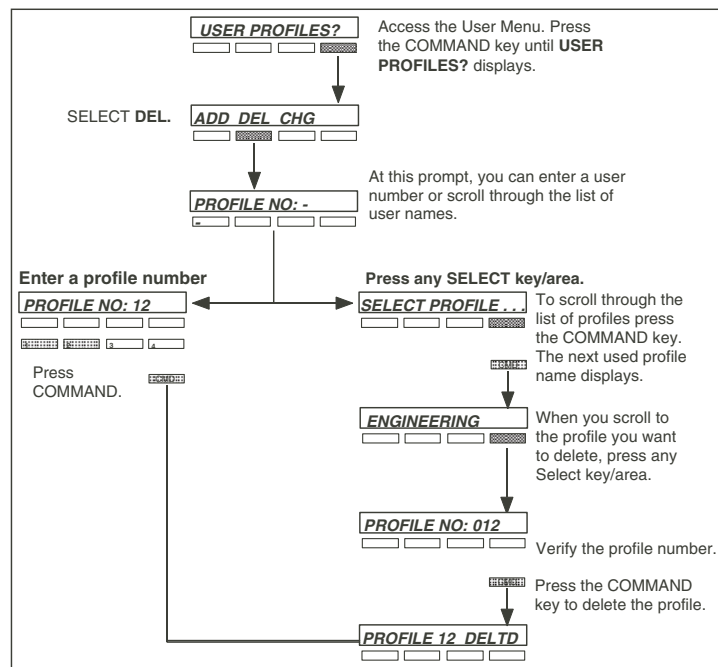 USER PROFILES?
Access the User Menu. Press
the COMMAND key until USER
PROFILES? displays.
SELECT DEL.
ADD DEL CHG
At this prompt, you can enter a user
number or scroll through the list of
user names.
PROFILE NO: -
-
Enter a profile number
PROFILE NO: 12
3 4
Press
COMMAND.
CMD
Press any SELECT key/area.
SELECT PROFILE . . .
To scroll through the
list of profiles press
the COMMAND key.
The next used profile
name displays.
CMD
ENGINEERING
When you scroll to
the profile you want
to delete, press any
Select key/area.
PROFILE NO: 012
Verify the profile number.
CMD
Press the COMMAND
key to delete the profile.
PROFILE 12 DELTD